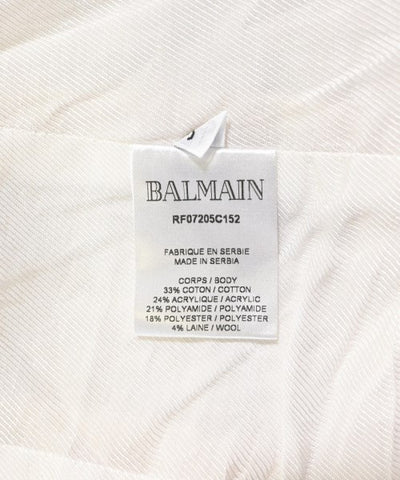 BALMAIN
RF07205C152
FABRIQUE EN SERBIE
MADE IN SERBIA
CORPS / BODY
33% COTON / COTTON
24% ACRYLIQUE / ACRYLIC
21% POLYAMIDE / POLYAMIDE
18% POLYESTER / POLYESTER
4% LAINE / WOOL